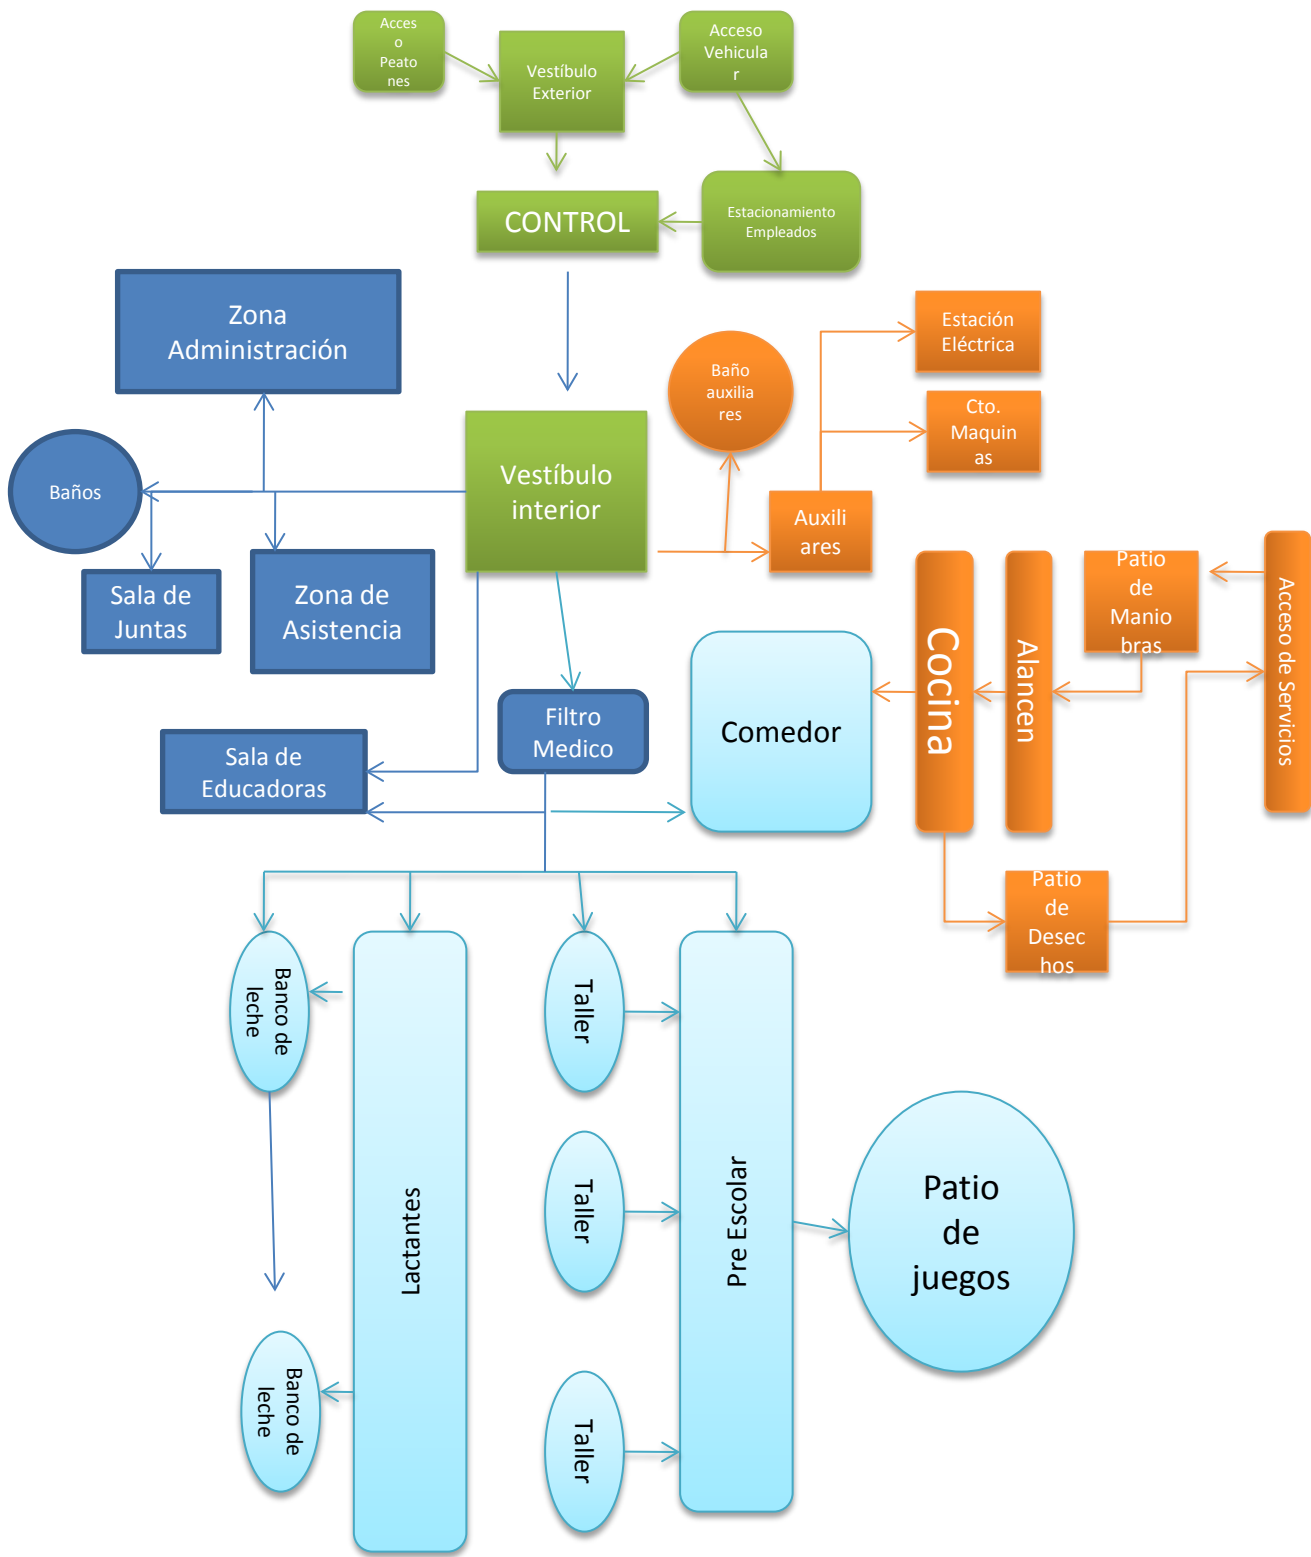 Acces
o
Peato
nes
Vestíbulo
Exterior
Acceso
Vehicula
r
CONTROL
Estacionamiento
Empleados
Zona
Administración
Estación
Eléctrica
Baño
auxilia
res
Cto.
Maquin
as
Baños
Vestíbulo
interior
Auxili
ares
Sala de
Juntas
Zona de
Asistencia
Cocina
Alancen
Patio
de
Manio
bras
Acceso de Servicios
Filtro
Medico
Comedor
Sala de
Educadoras
Patio
de
Desec
hos
Banco de
leche
Lactantes
Taller
Pre Escolar
Taller
Patio
de
juegos
Banco de
leche
Taller